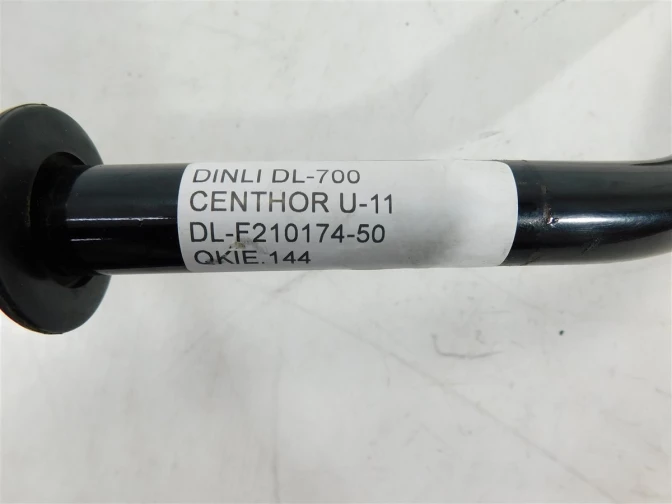 DINLI DL-700
CENTHOR U-11
DL-F210174-50
QKIE.144